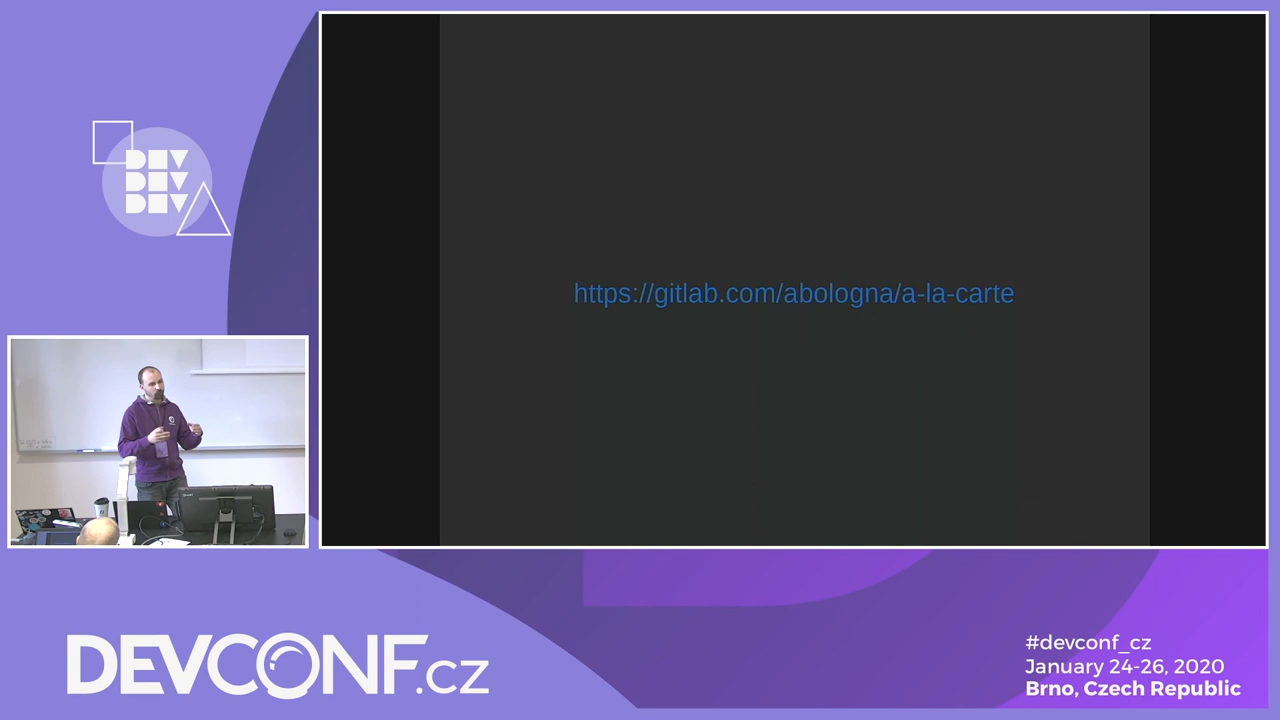 DEV
DEV
DEV
https://gitlab.com/abologna/a-la-carte
DEVCONF.cz
#devconf_cz
January 24-26, 2020
Brno, Czech Republic